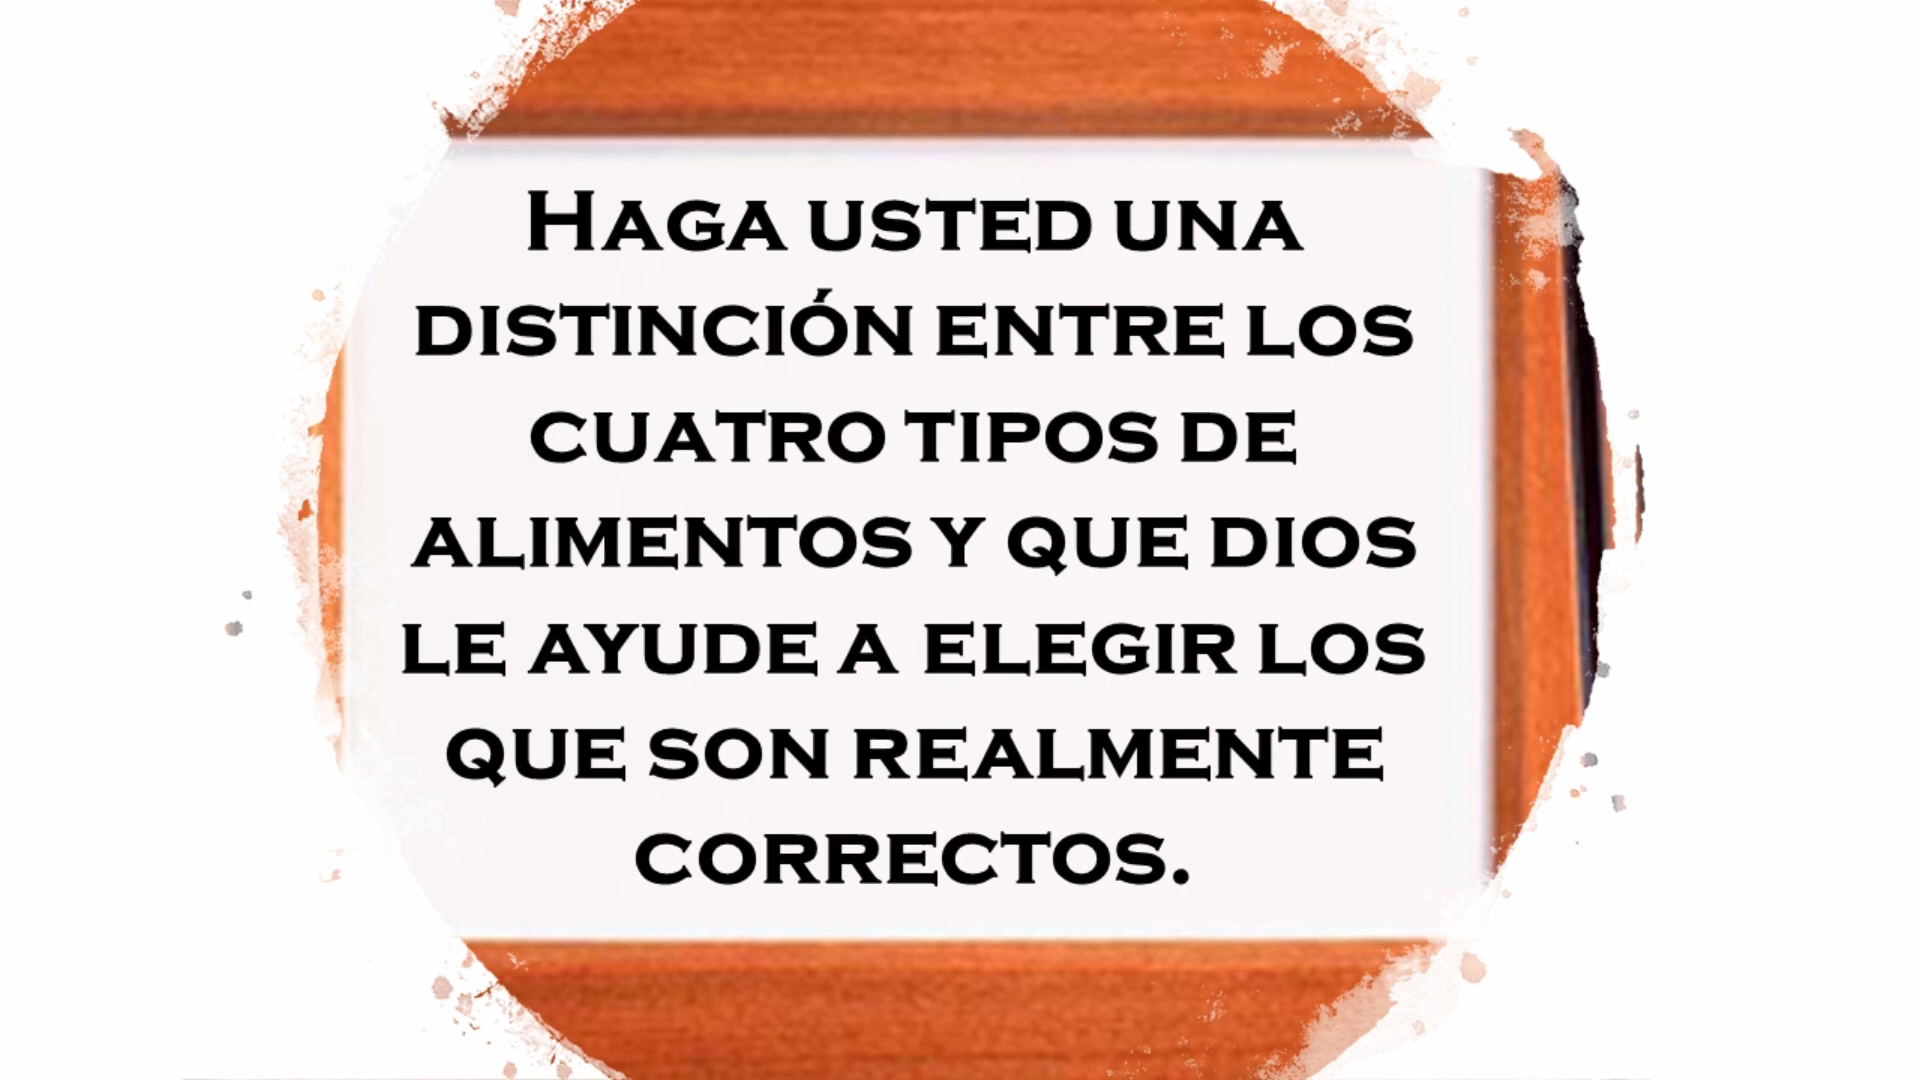 Haga usted una
distinción entre los
cuatro tipos de
alimentos y que Dios
le ayude a elegir los
que son realmente
correctos.